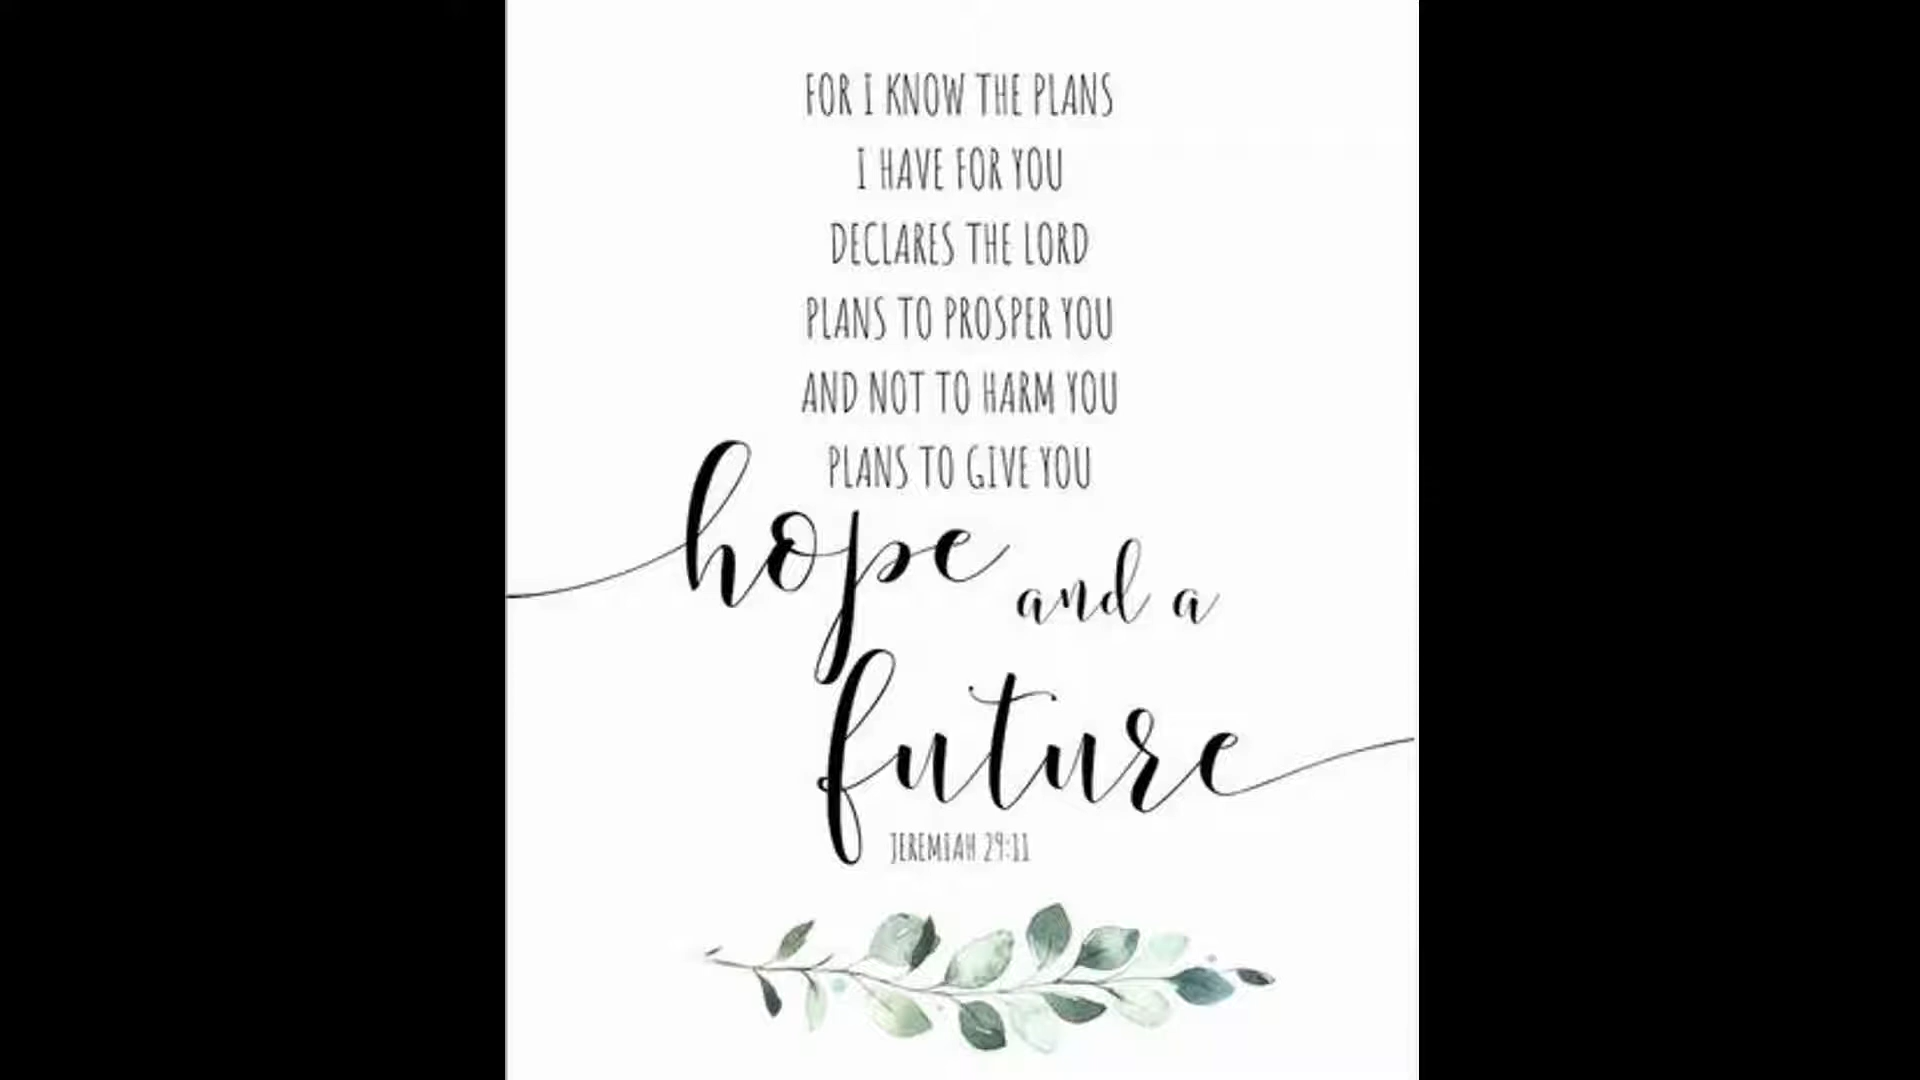 FOR I KNOW THE PLANS
I HAVE FOR YOU
DECLARES THE LORD
PLANS TO PROSPER YOU
AND NOT TO HARM YOU
PLANS TO GIVE YOU
hope and a
future
JEREMIAH 29:11